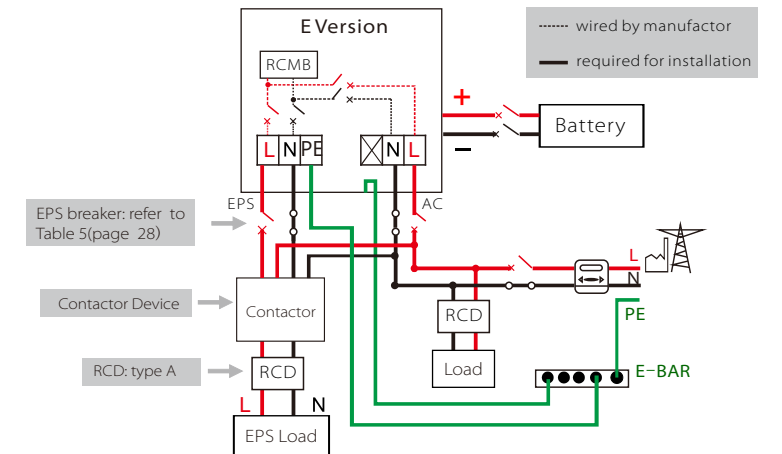 E Version
wired by manufactor
required for installation
RCMB
+
Battery
L N PE
N L
−
EPS
AC
EPS breaker: refer to
Table 5(page 28)
L
N
Contactor Device
Contactor
RCD
PE
RCD: type A
RCD
Load
E-BAR
L
N
EPS Load